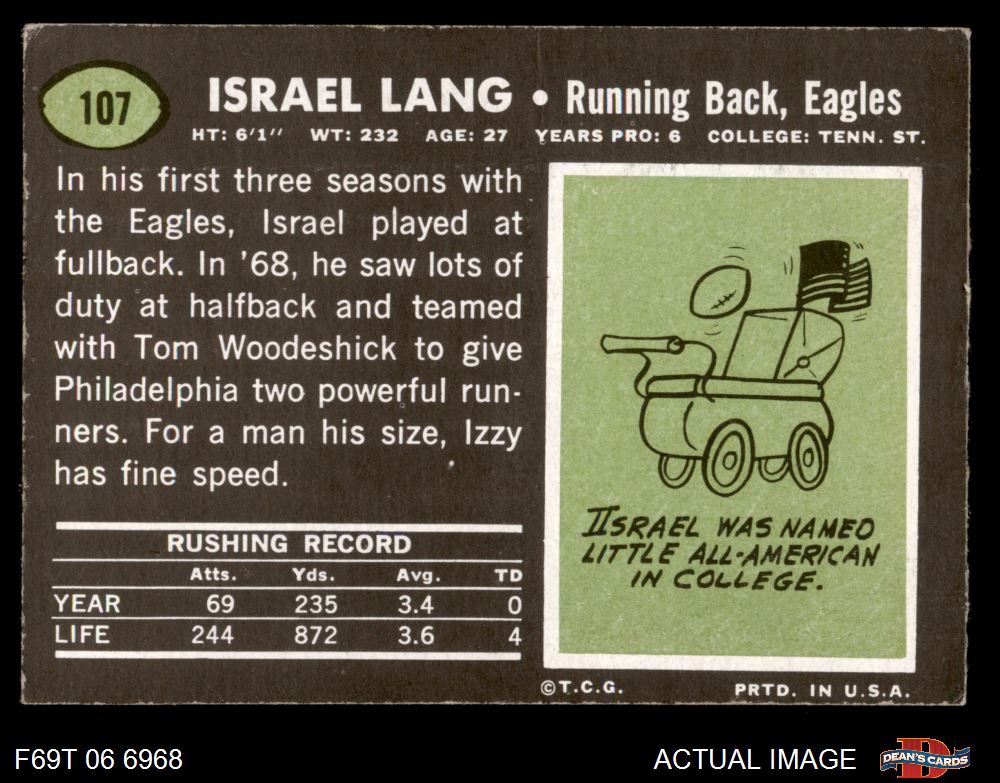 107
ISRAEL LANG • Running Back, Eagles
HT: 6'1" WT: 232 AGE: 27 YEARS PRO: 6 COLLEGE: TENN. ST.
In his first three seasons with
the Eagles, Israel played at
fullback. In '68, he saw lots of
duty at halfback and teamed
with Tom Woodeshick to give
Philadelphia two powerful run-
ners. For a man his size, Izzy
has fine speed.
RUSHING RECORD
Atts. Yds. Avg. TD
YEAR 69 235 3.4 0
LIFE 244 872 3.6 4
ISRAEL WAS NAMED
LITTLE ALL-AMERICAN
IN COLLEGE.
©T.C.G. PRTD. IN U.S.A.
F69T 06 6968
ACTUAL IMAGE
DEAN'S CARDS